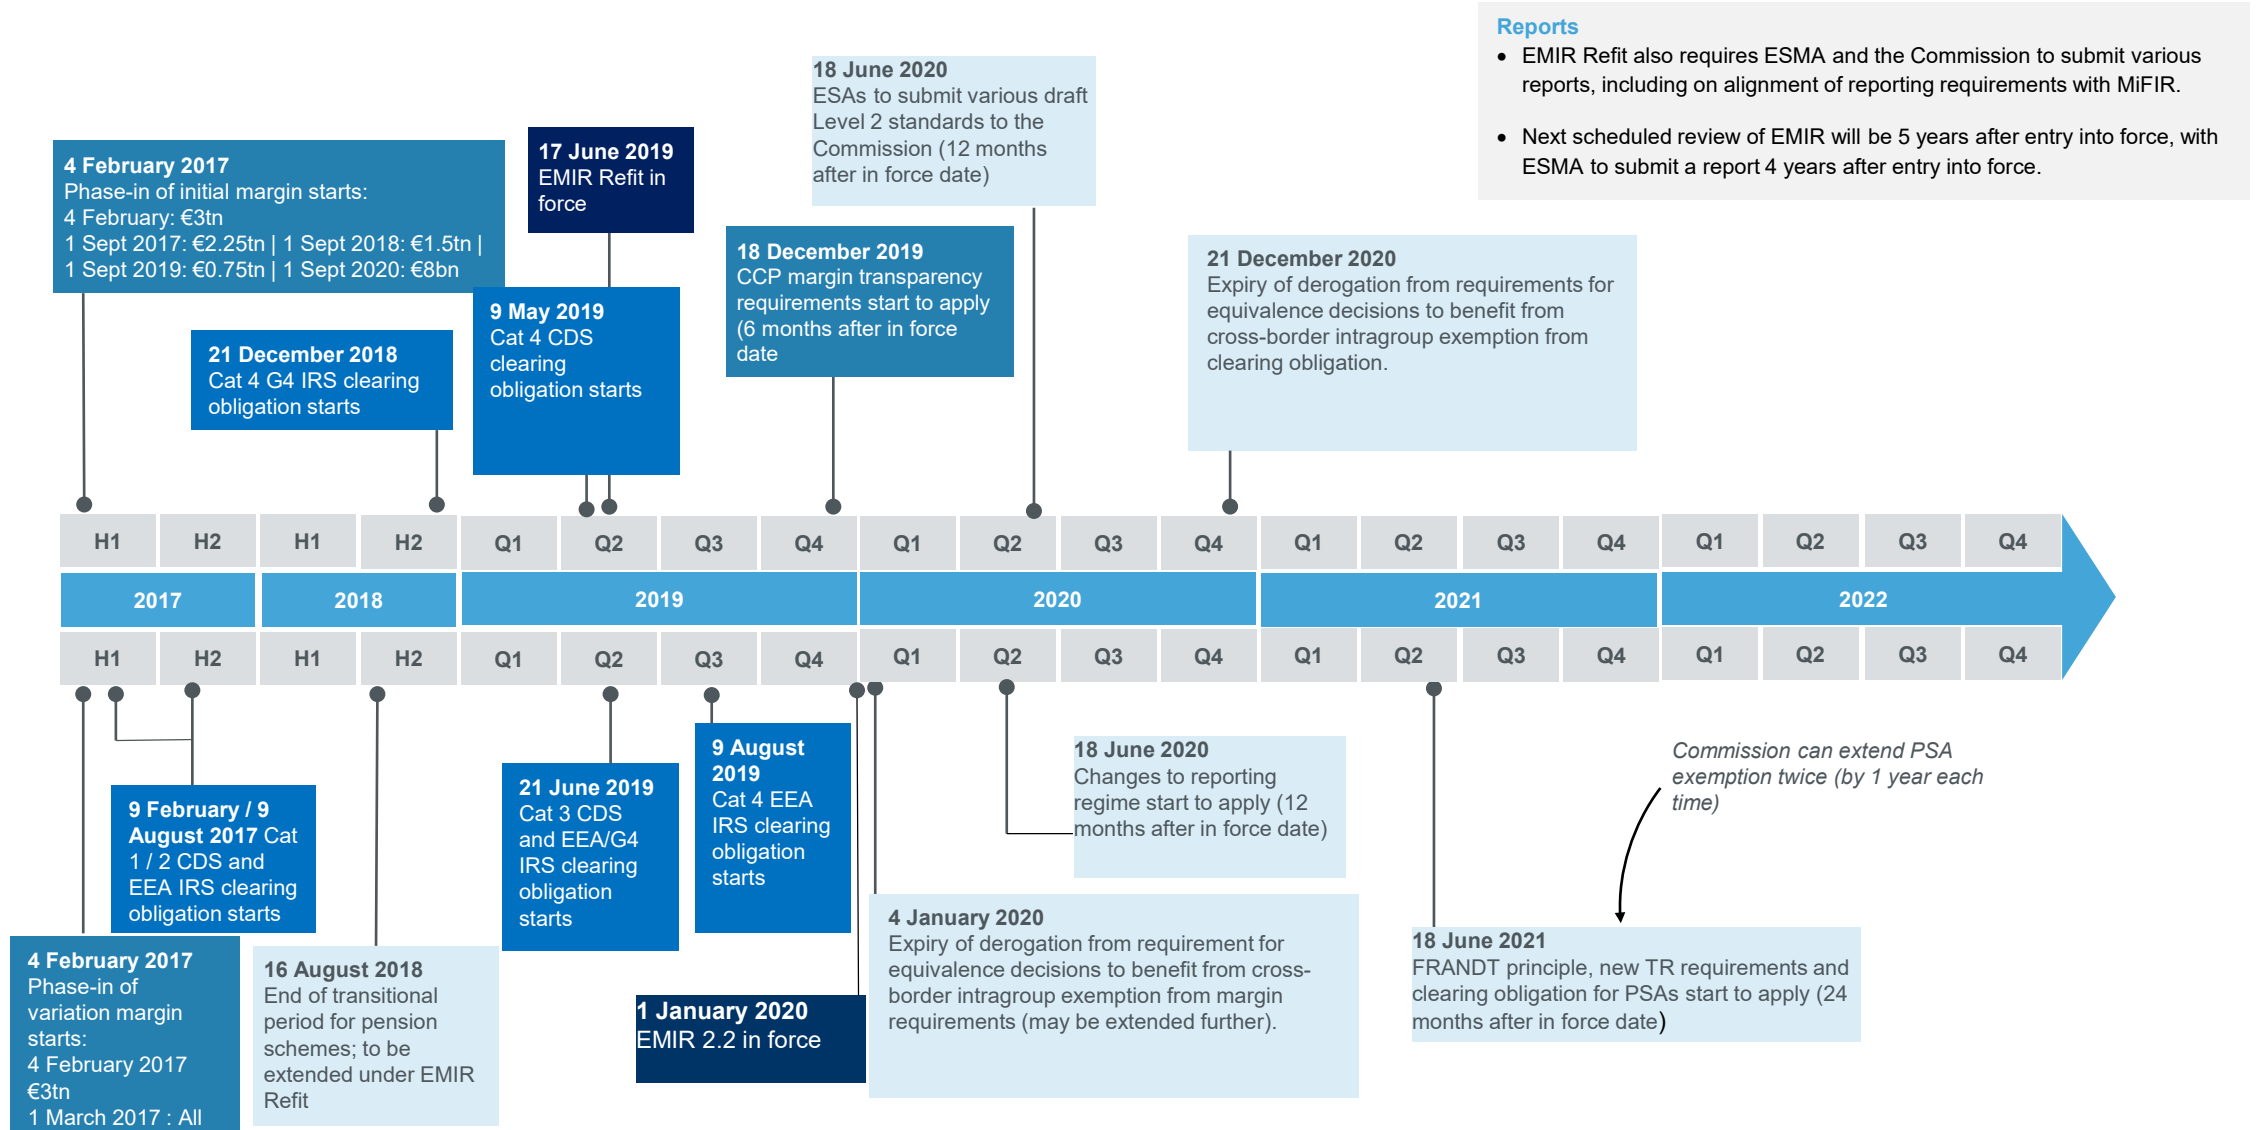 Reports
• EMIR Refit also requires ESMA and the Commission to submit various
reports, including on alignment of reporting requirements with MiFIR.
• Next scheduled review of EMIR will be 5 years after entry into force, with
ESMA to submit a report 4 years after entry into force.
18 June 2020
ESAs to submit various draft
Level 2 standards to the
Commission (12 months
after in force date)
17 June 2019
EMIR Refit in
force
4 February 2017
Phase-in of initial margin starts:
4 February: €3tn
1 Sept 2017: €2.25tn | 1 Sept 2018: €1.5tn |
1 Sept 2019: €0.75tn | 1 Sept 2020: €8bn
18 December 2019
CCP margin transparency
requirements start to apply
(6 months after in force
date
21 December 2020
Expiry of derogation from requirements for
equivalence decisions to benefit from
cross-border intragroup exemption from
clearing obligation.
9 May 2019
Cat 4 CDS
clearing
obligation starts
21 December 2018
Cat 4 G4 IRS clearing
obligation starts
H1 H2 H1 H2 Q1 Q2 Q3 Q4 Q1 Q2 Q3 Q4 Q1 Q2 Q3 Q4 Q1 Q2 Q3 Q4
2017 2018 2019 2020 2021 2022
H1 H2 H1 H2 Q1 Q2 Q3 Q4 Q1 Q2 Q3 Q4 Q1 Q2 Q3 Q4 Q1 Q2 Q3 Q4
9 February / 9
August 2017 Cat
1 / 2 CDS and
EEA IRS clearing
obligation starts
21 June 2019
Cat 3 CDS
and EEA/G4
IRS clearing
obligation
starts
9 August
2019
Cat 4 EEA
IRS clearing
obligation
starts
18 June 2020
Changes to reporting
regime start to apply (12
months after in force date)
Commission can extend PSA
exemption twice (by 1 year each
time)
4 February 2017
Phase-in of
variation margin
starts:
4 February 2017
€3tn
1 March 2017 : All
16 August 2018
End of transitional
period for pension
schemes; to be
extended under EMIR
Refit
1 January 2020
EMIR 2.2 in force
4 January 2020
Expiry of derogation from requirement for
equivalence decisions to benefit from cross-
border intragroup exemption from margin
requirements (may be extended further).
18 June 2021
FRANDT principle, new TR requirements and
clearing obligation for PSAs start to apply (24
months after in force date)